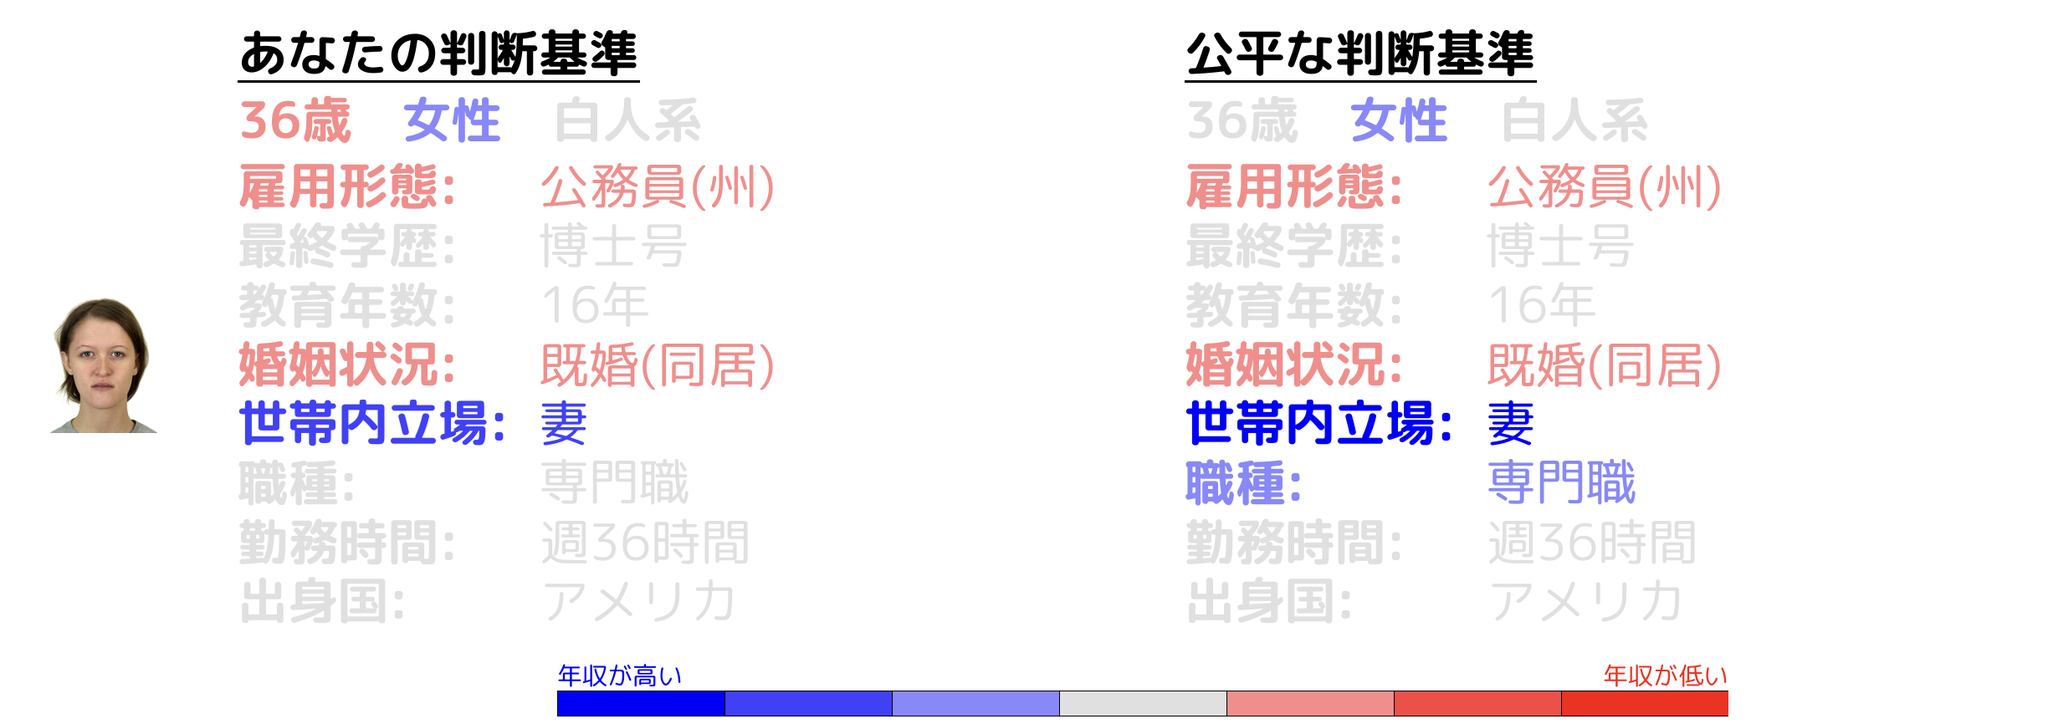 あなたの判断基準
36歳 女性 白人系
雇用形態: 公務員(州)
最終学歴: 博士号
教育年数: 16年
婚姻状況: 既婚(同居)
世帯内立場: 妻
職種: 専門職
勤務時間: 週36時間
出身国: アメリカ
公平な判断基準
36歳 女性 白人系
雇用形態: 公務員(州)
最終学歴: 博士号
教育年数: 16年
婚姻状況: 既婚(同居)
世帯内立場: 妻
職種: 専門職
勤務時間: 週36時間
出身国: アメリカ
年収が高い
年収が低い